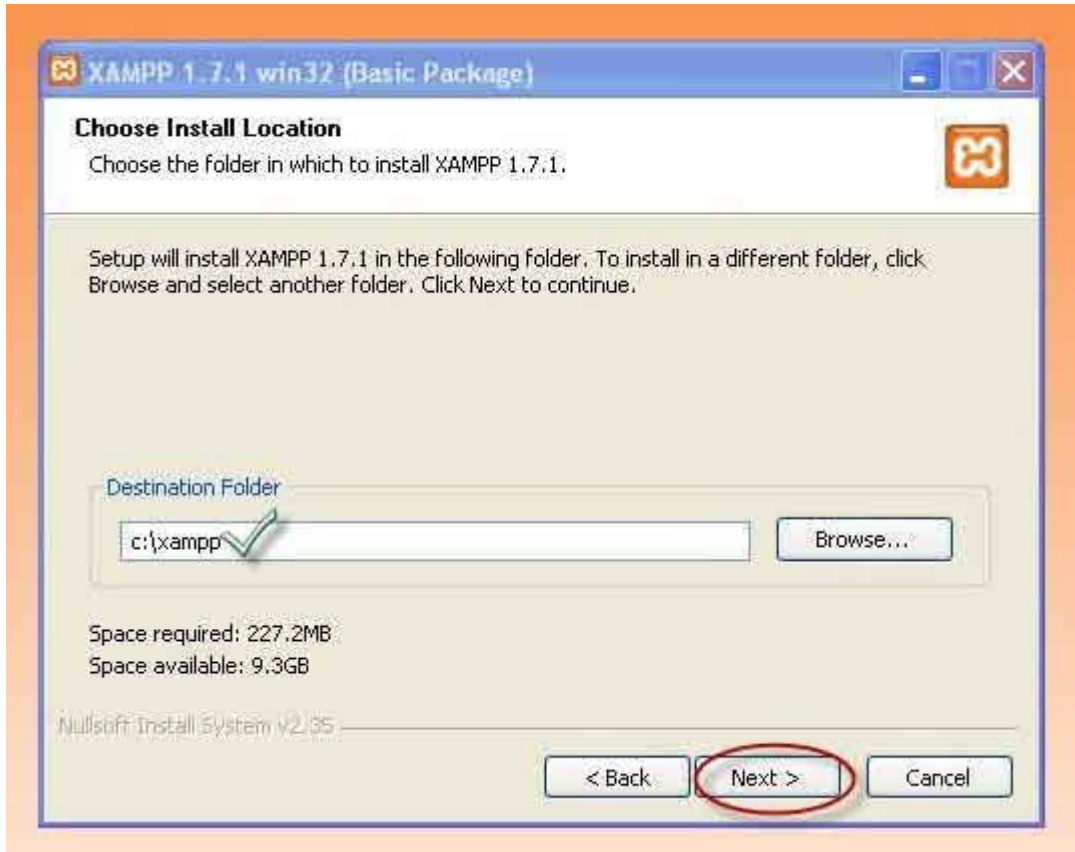 XAMPP 1.7.1 win32 (Basic Package)
Choose Install Location
Choose the folder in which to install XAMPP 1.7.1.
Setup will install XAMPP 1.7.1 in the following folder. To install in a different folder, click
Browse and select another folder. Click Next to continue.
Destination Folder
c:\xampp
Browse...
Space required: 227.2MB
Space available: 9.3GB
Nullsoft Install System v2.35
< Back Next > Cancel